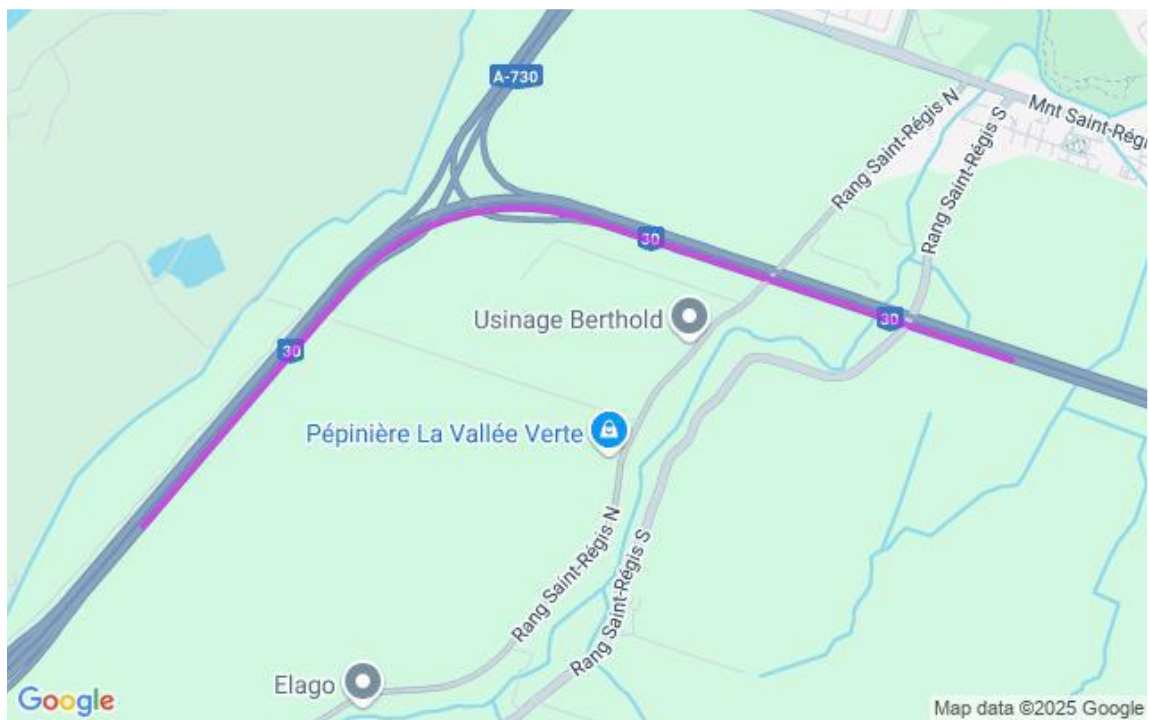 A-730
Mnt Saint-Régi
Rang Saint-Régis N
Rang Saint-Régis S
30
30
30
Usinage Berthold
Pépinière La Vallée Verte
Rang Saint-Régis N
Rang Saint-Régis S
Elago
Google
Map data ©2025 Google